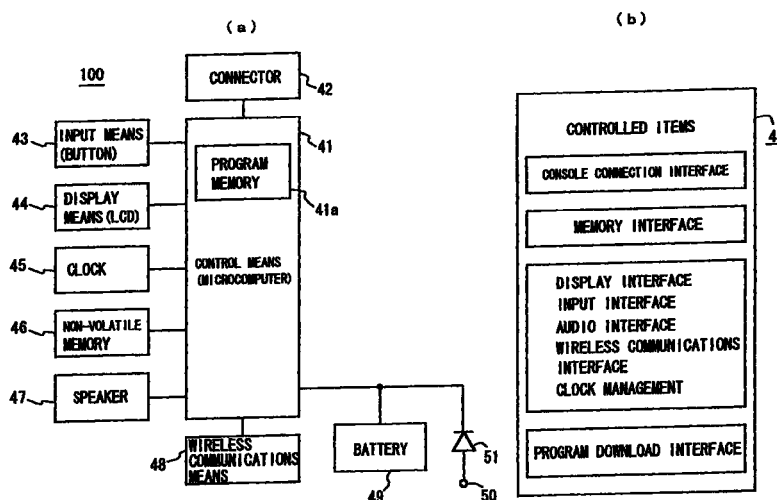 (a)
(b)
100
CONNECTOR
42
43
INPUT MEANS
(BUTTON)
41
PROGRAM
MEMORY
41a
44
DISPLAY
MEANS(LCD)
45
CLOCK
CONTROL MEANS
(MICROCOMPUTER)
46
NON-VOLATILE
MEMORY
47
SPEAKER
48
WIRELESS
COMMUNICATIONS
MEANS
BATTERY
49
51
50
CONTROLLED ITEMS
4
CONSOLE CONNECTION INTERFACE
MEMORY INTERFACE
DISPLAY INTERFACE
INPUT INTERFACE
AUDIO INTERFACE
WIRELESS COMMUNICATIONS
INTERFACE
CLOCK MANAGEMENT
PROGRAM DOWNLOAD INTERFACE